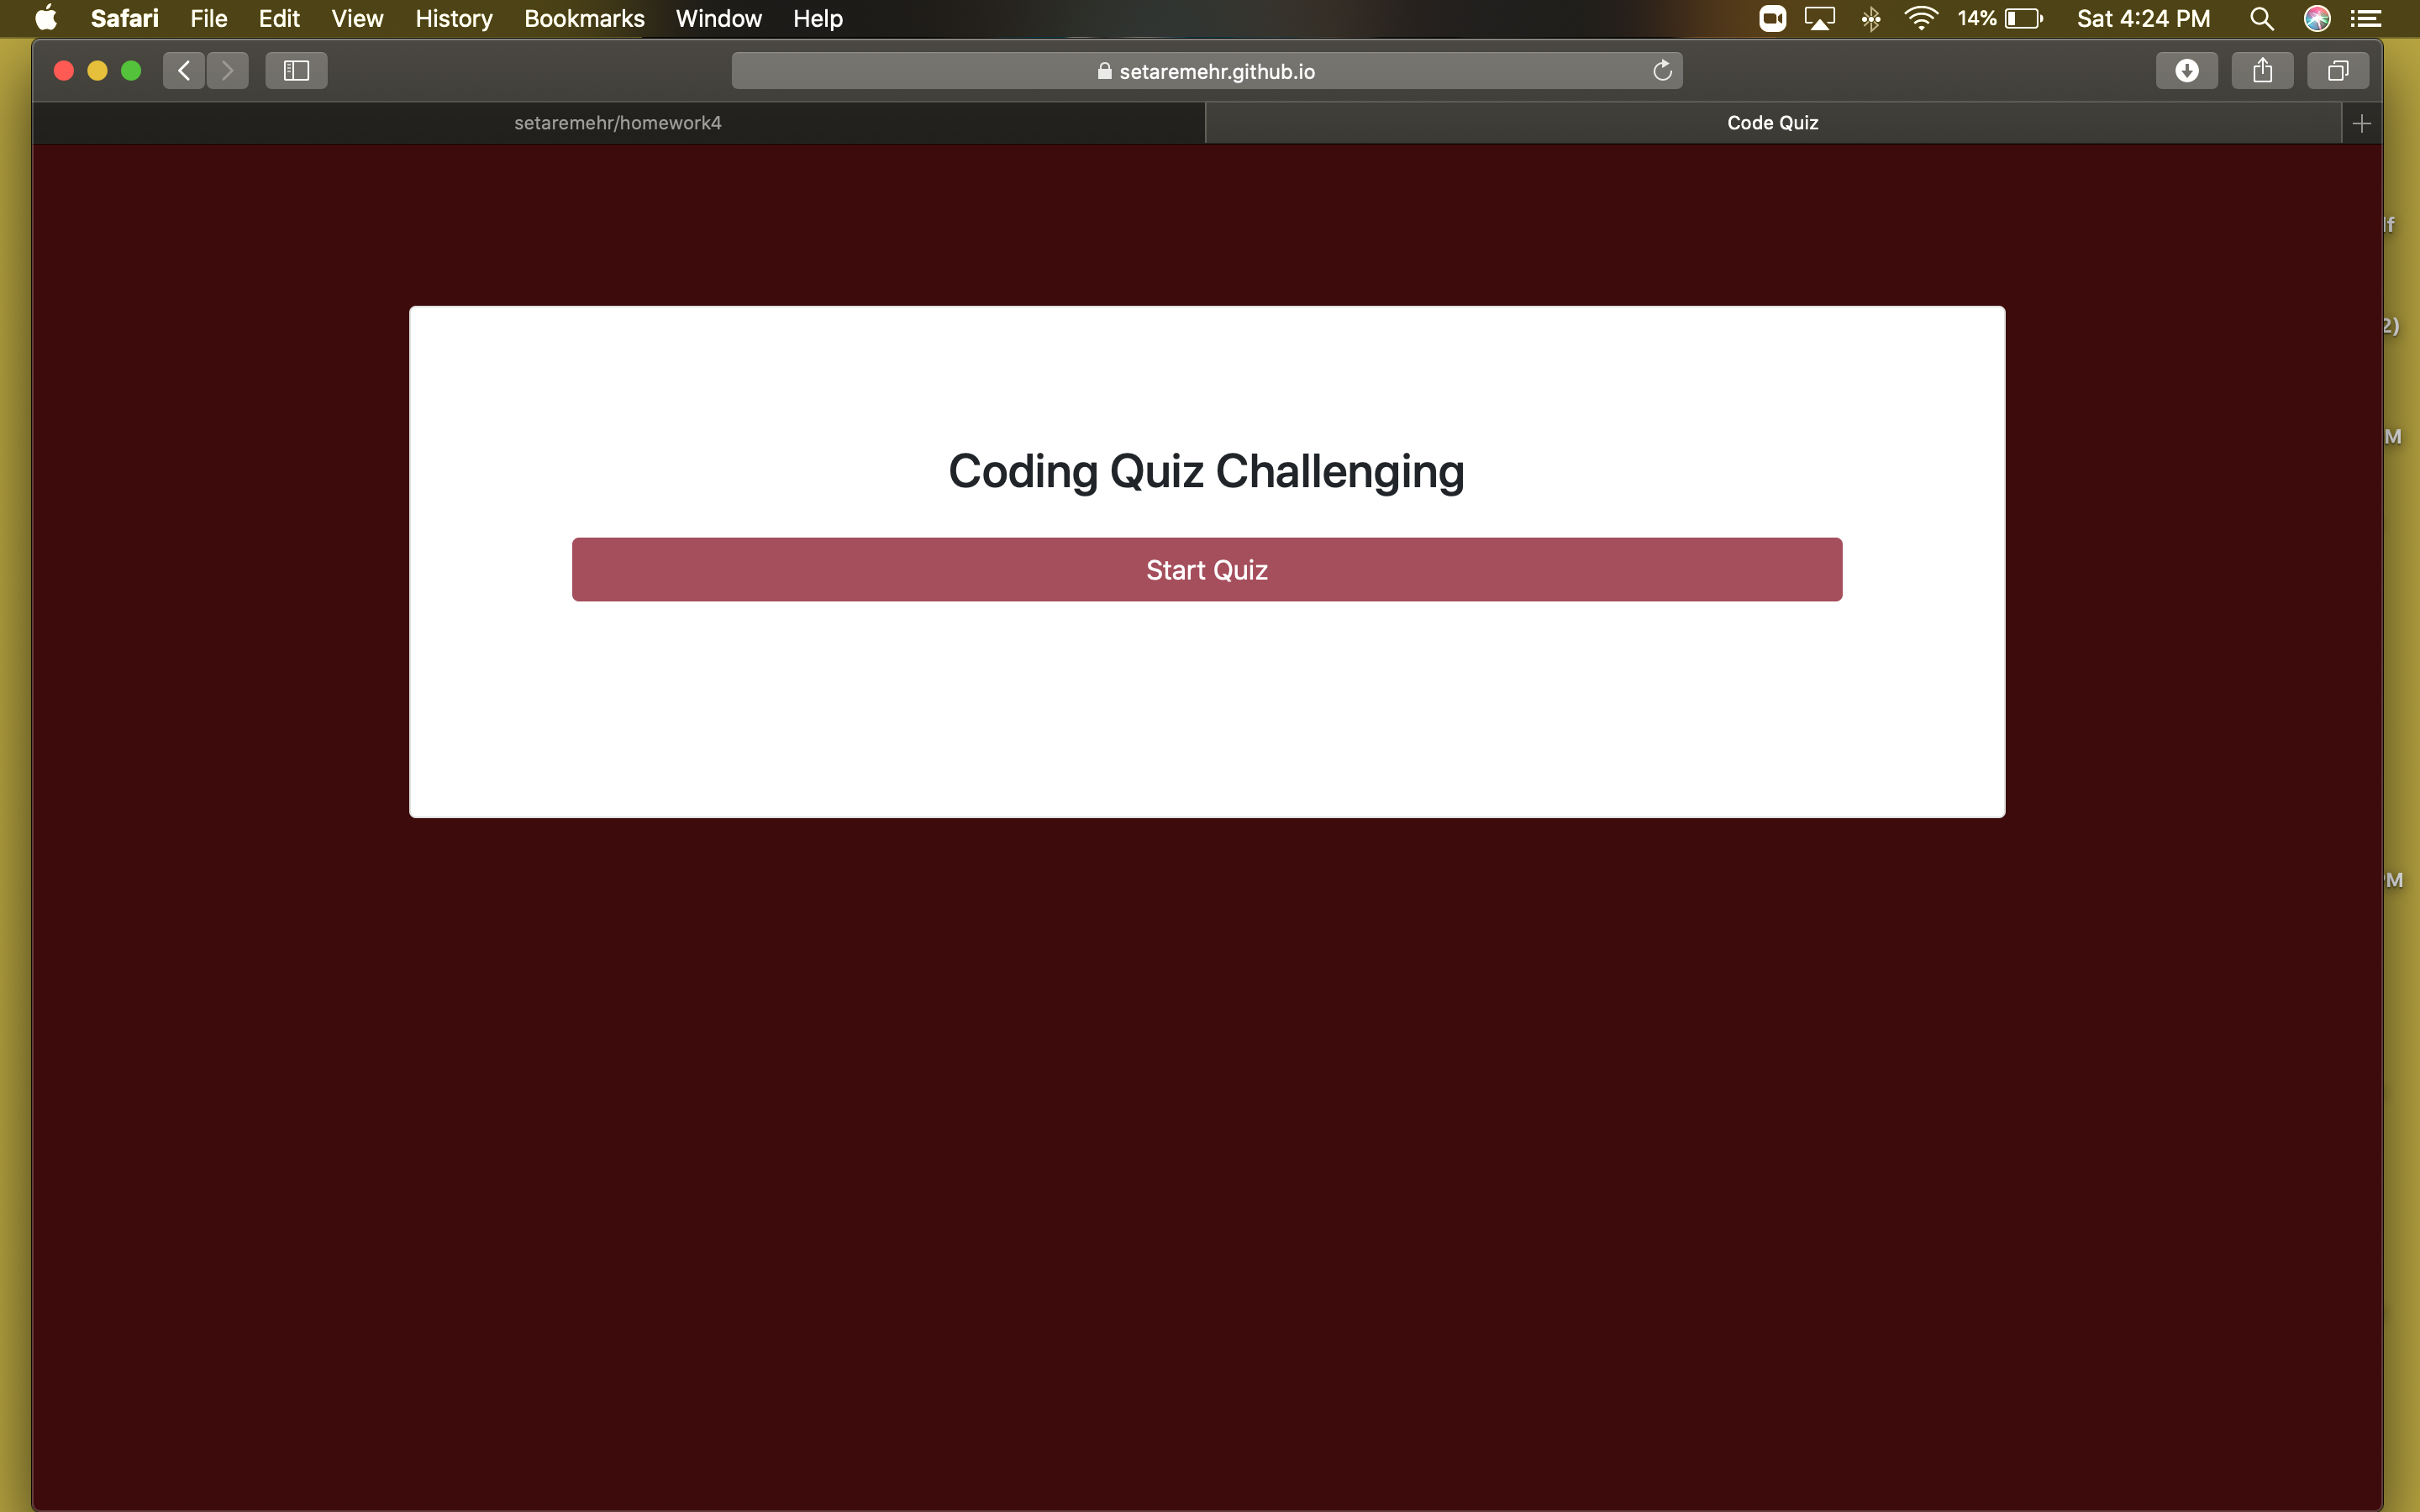 Safari File Edit View History Bookmarks Window Help 14% Sat 4:24 PM
setaremehr.github.io
setaremehr/homework4 Code Quiz
lf
2)
M
Coding Quiz Challenging
Start Quiz
PM